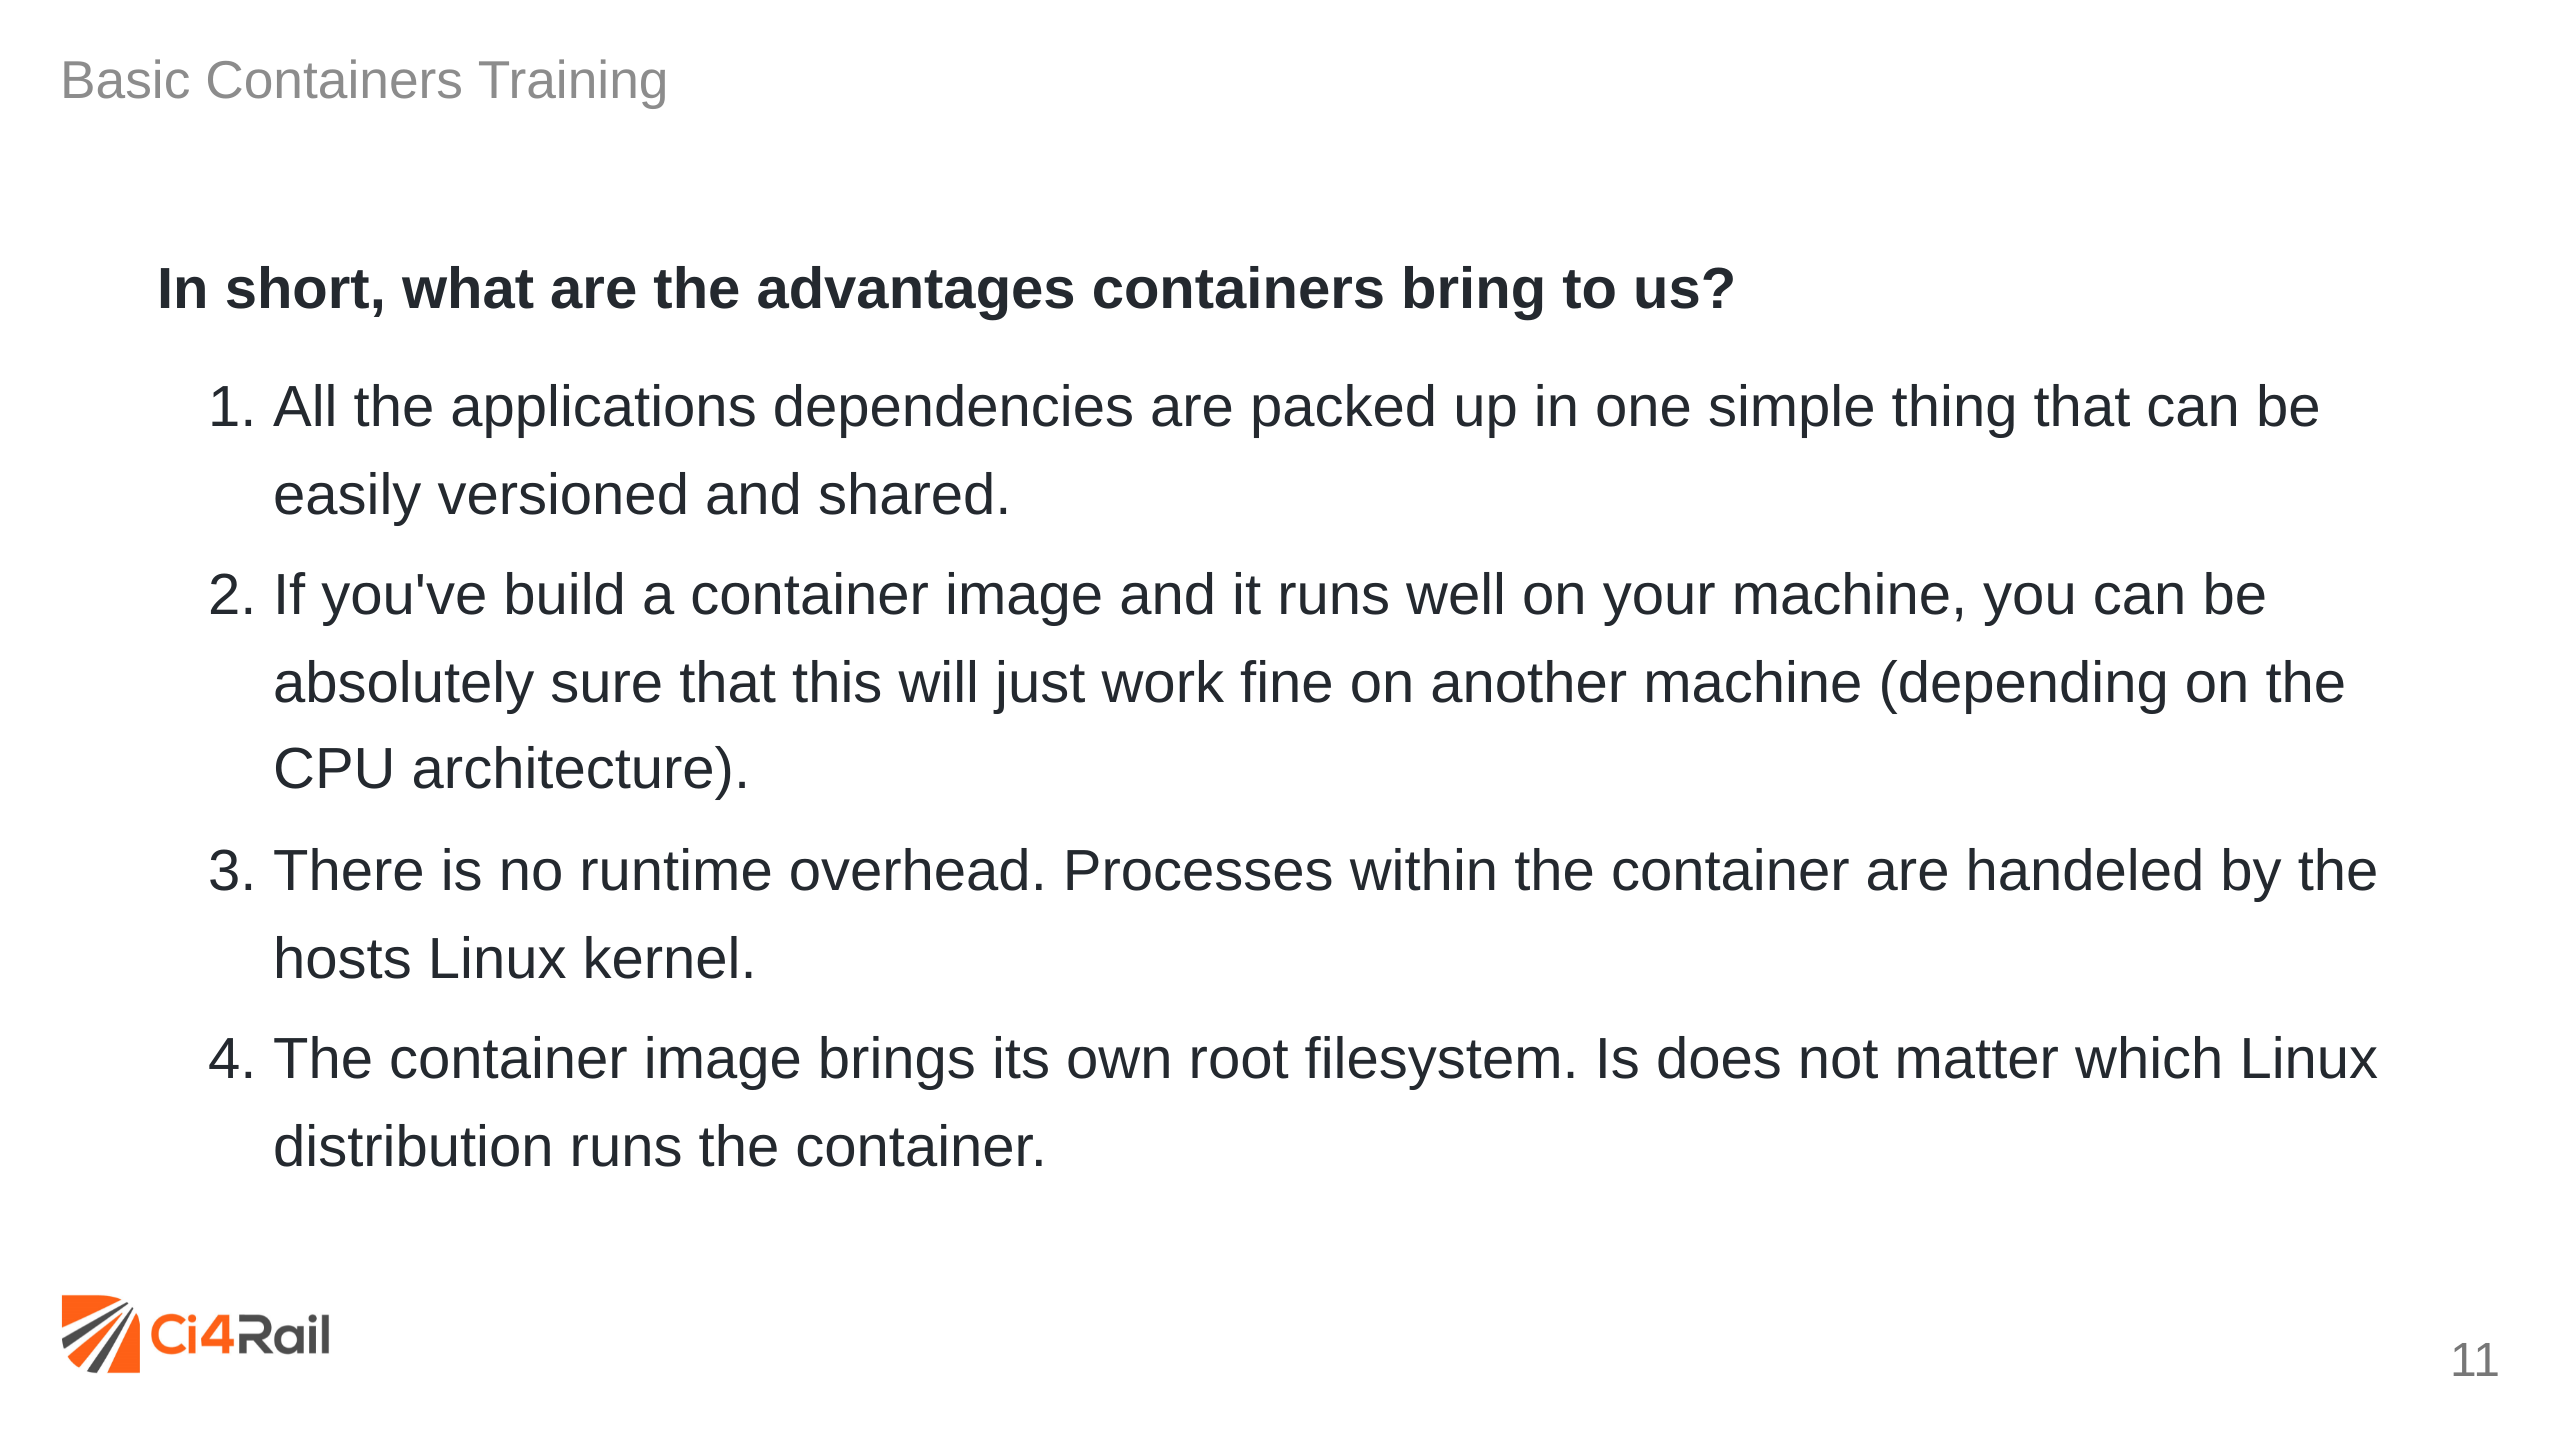 Basic Containers Training
In short, what are the advantages containers bring to us?
1. All the applications dependencies are packed up in one simple thing that can be
easily versioned and shared.
2. If you've build a container image and it runs well on your machine, you can be
absolutely sure that this will just work fine on another machine (depending on the
CPU architecture).
3. There is no runtime overhead. Processes within the container are handeled by the
hosts Linux kernel.
4. The container image brings its own root filesystem. Is does not matter which Linux
distribution runs the container.
Ci4Rail
11